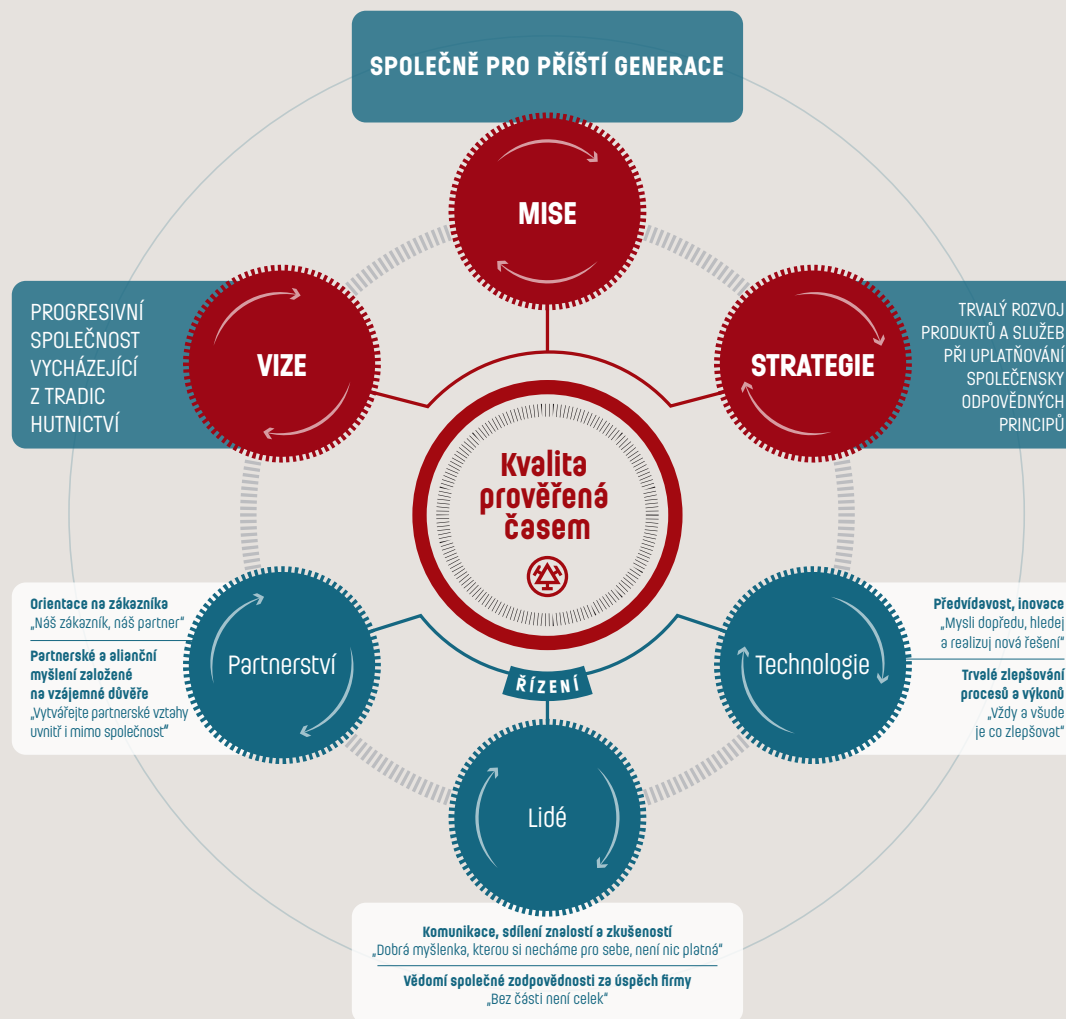 SPOLEČNĚ PRO PŘÍŠTÍ GENERACE
MISE
PROGRESIVNÍ
SPOLEČNOST
VYCHÁZEJÍCÍ
Z TRADIC
HUTNICTVÍ
VIZE
STRATEGIE
TRVALÝ ROZVOJ
PRODUKTŮ A SLUŽEB
PŘI UPLATŇOVÁNÍ
SPOLEČENSKY
ODPOVĚDNÝCH
PRINCIPŮ
Kvalita
prověřená
časem
ŘÍZENÍ
Orientace na zákazníka
„Náš zákazník, náš partner“
Partnerské a alianční
myšlení založené
na vzájemné důvěře
„Vytvářejte partnerské vztahy
uvnitř i mimo společnost“
Partnerství
Technologie
Předvídavost, inovace
„Mysli dopředu, hledej
a realizuj nová řešení“
Trvalé zlepšování
procesů a výkonů
„Vždy a všude
je co zlepšovat“
Lidé
Komunikace, sdílení znalostí a zkušeností
„Dobrá myšlenka, kterou si necháme pro sebe, není nic platná“
Vědomí společné zodpovědnosti za úspěch firmy
„Bez části není celek“